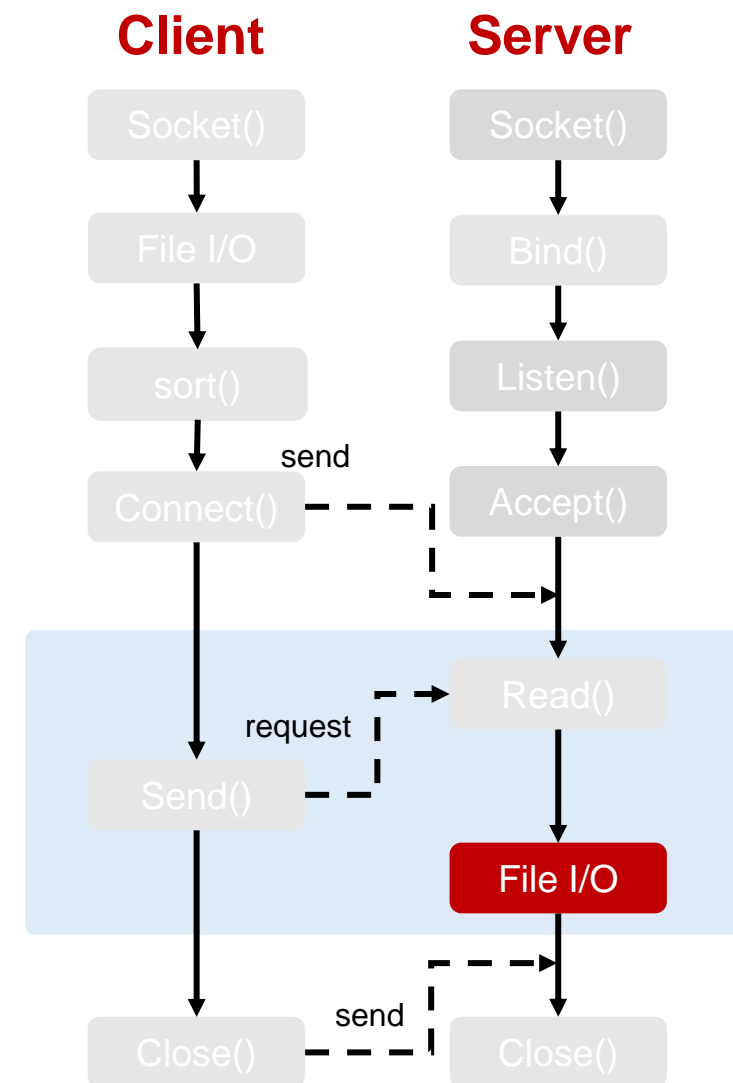 Client
Server
Socket()
Socket()
File I/O
Bind()
sort()
Listen()
send
Connect()
Accept()
Read()
request
Send()
File I/O
send
Close()
Close()